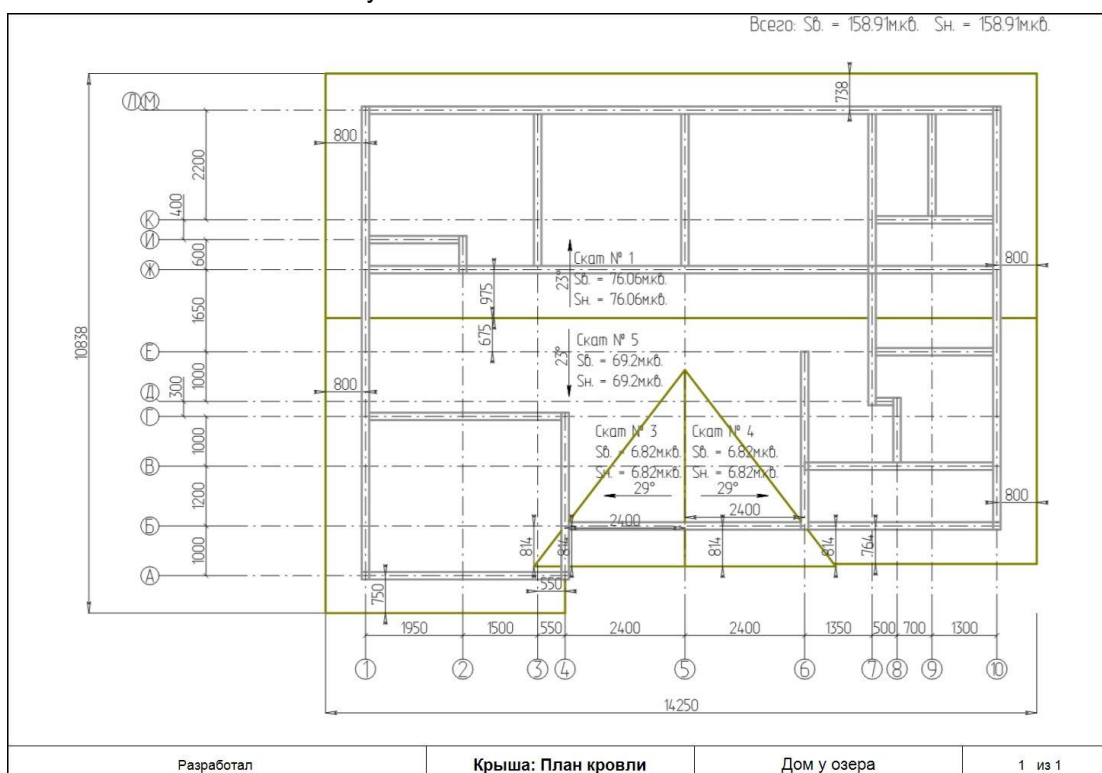 Всего: Sв. = 158.91м.кв. Sн. = 158.91м.кв.
738
Л М
800
2200
К
400
И
600
Ж
Скат № 1
Sв. = 76.06м.кв.
Sн. = 76.06м.кв.
23°
975
800
1650
10838
675
Е
Скат № 5
Sв. = 69.2м.кв.
Sн. = 69.2м.кв.
23°
800
1000
Д
300
Г
1000
Скат № 3 Скат № 4
Sв. = 6.82м.кв. Sв. = 6.82м.кв.
Sн. = 6.82м.кв. Sн. = 6.82м.кв.
29° 29°
В
1200
800
2400 2400
Б
814 814 814 814 764
1000
А
750
550
1950 1500 550 2400 2400 1350 500 700 1300
1 2 3 4 5 6 7 8 9 10
14250
Разработал Крыша: План кровли Дом у озера 1 из 1